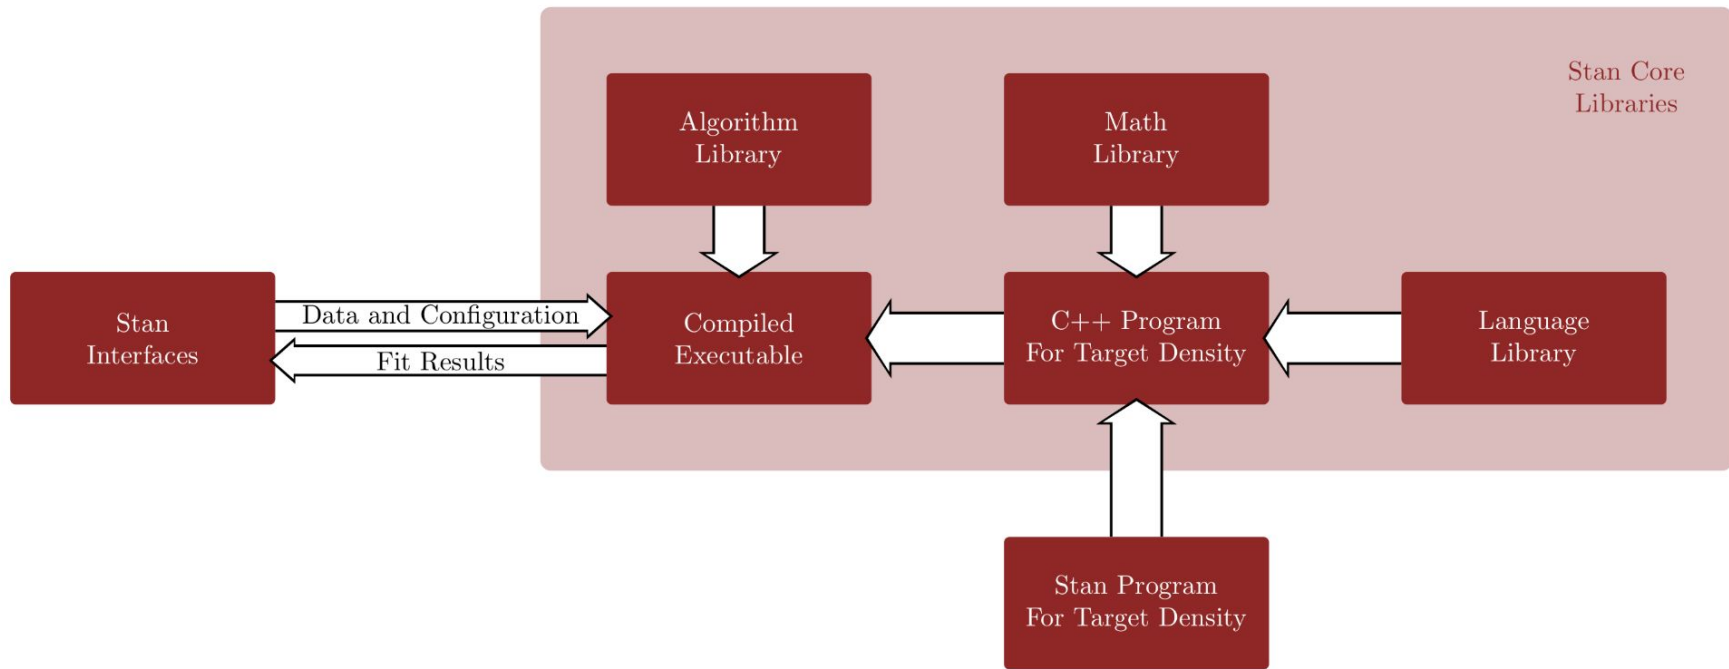 Stan Core
Libraries
Algorithm
Library
Math
Library
Stan
Interfaces
Data and Configuration
Fit Results
Compiled
Executable
C++ Program
For Target Density
Language
Library
Stan Program
For Target Density